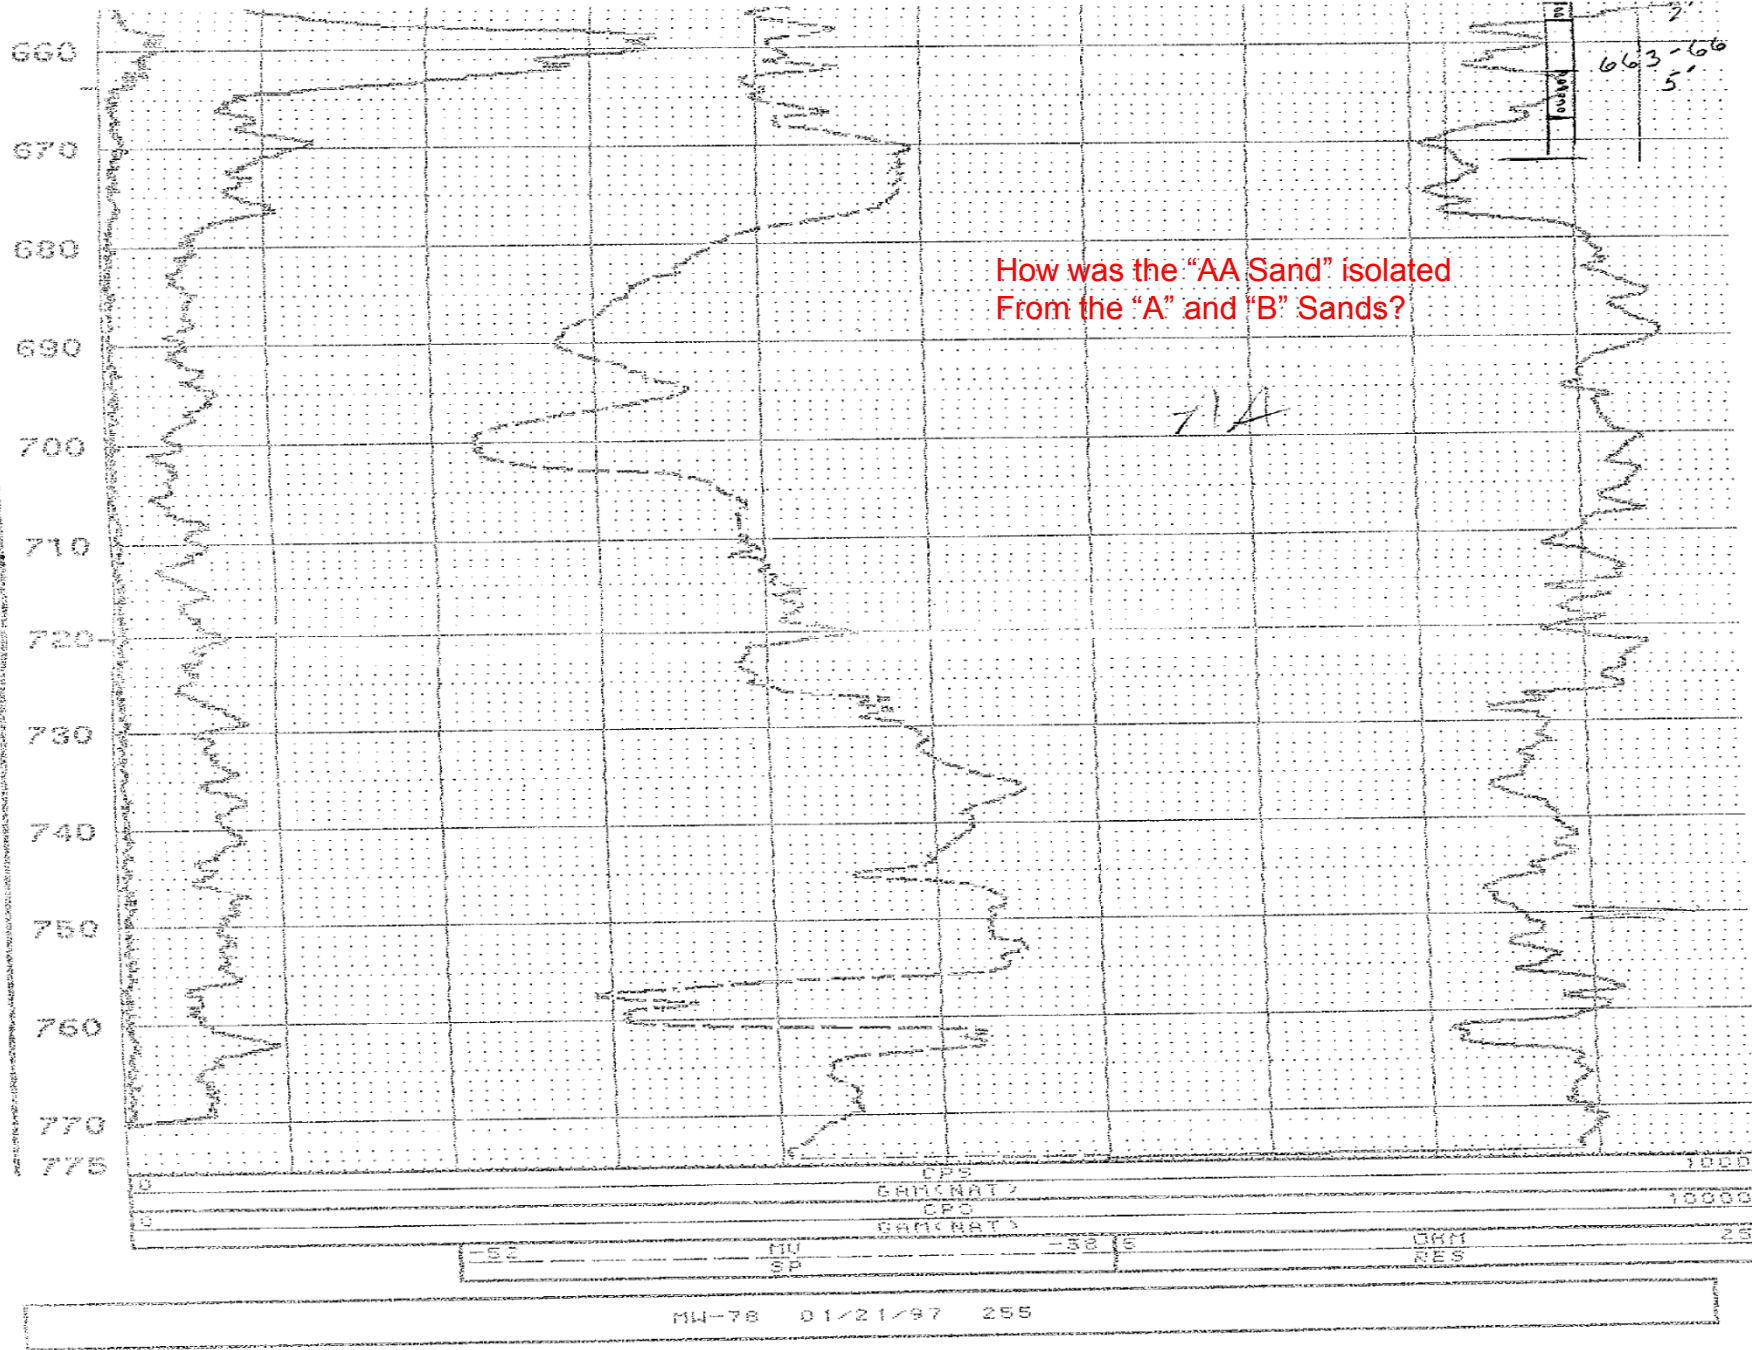 2'
660
663-66
5'
670
680
How was the “AA Sand” isolated
From the “A” and “B” Sands?
690
700
710
720
730
740
750
760
770
775
CPS 1000
0 GAM(NAT)
CPS 10000
0 GAM(NAT)
-52 MV -38 5 OHM 25
SP RES
MW-78 01/21/97 255